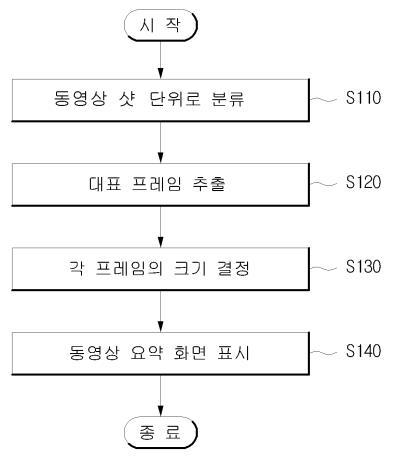 시 작
동영상 샷 단위로 분류
S110
대표 프레임 추출
S120
각 프레임의 크기 결정
S130
동영상 요약 화면 표시
S140
종 료